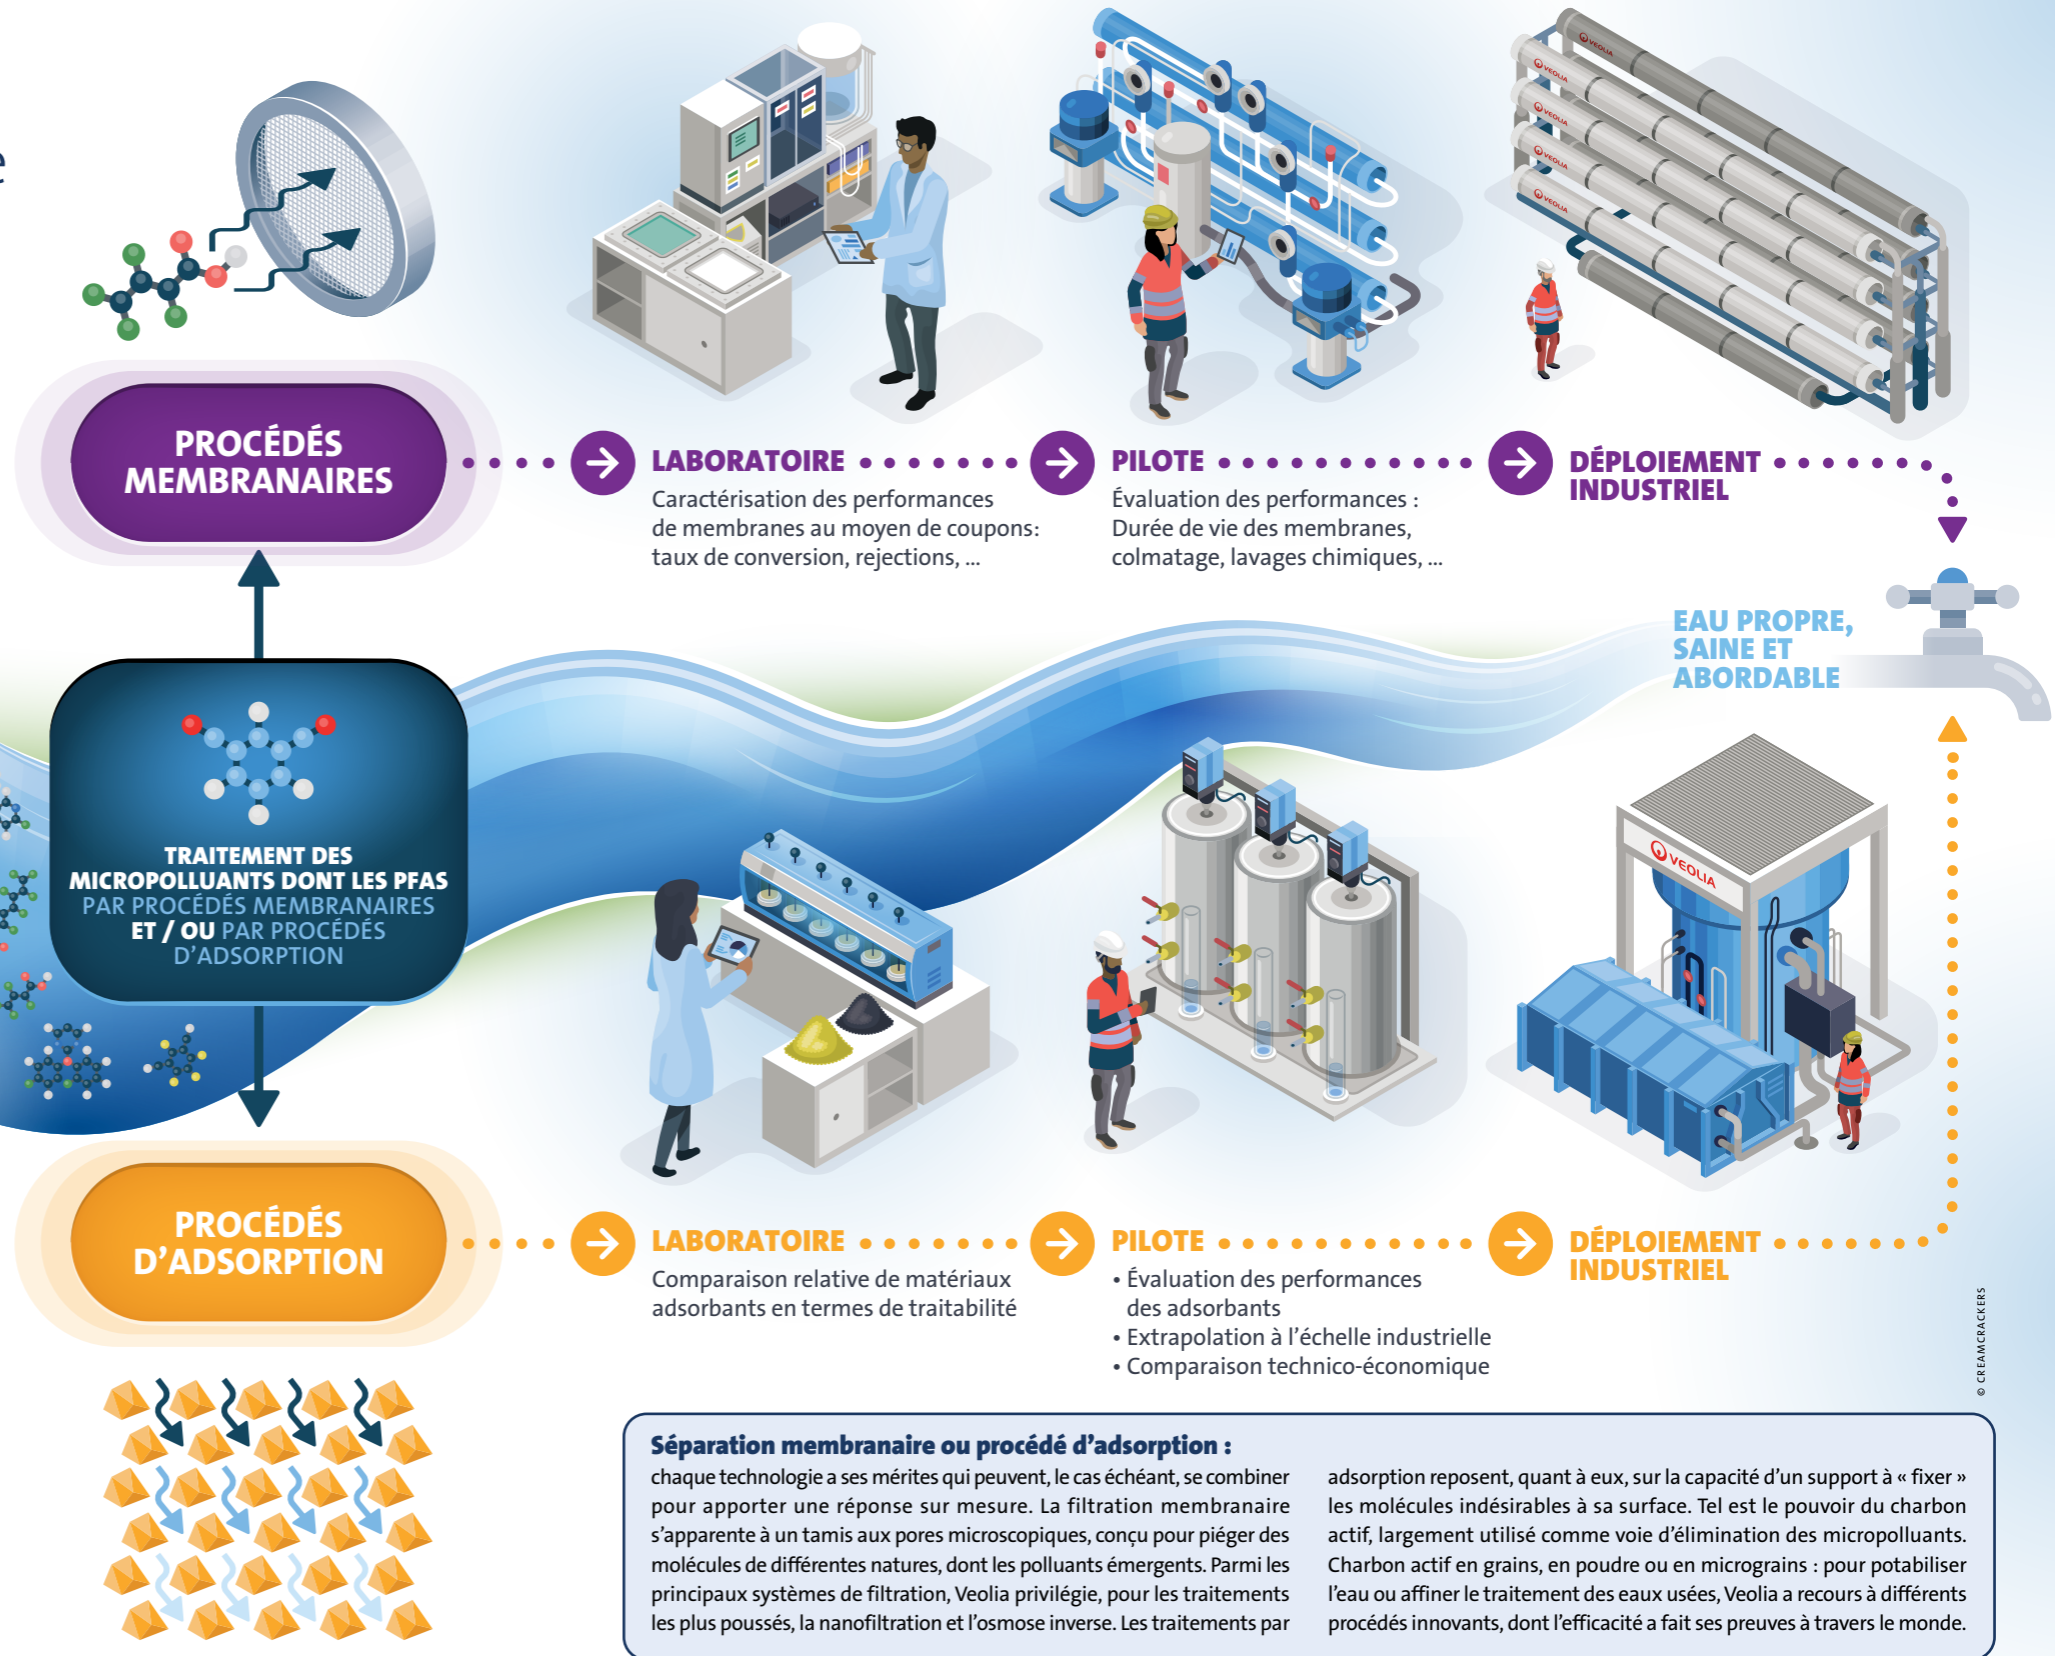 e
PROCÉDÉS
MEMBRANAIRES
LABORATOIRE
Caractérisation des performances
de membranes au moyen de coupons:
taux de conversion, rejections, ...
PILOTE
Évaluation des performances :
Durée de vie des membranes,
colmatage, lavages chimiques, ...
VEOLIA
VEOLIA
VEOLIA
VEOLIA
VEOLIA
VEOLIA
DÉPLOIEMENT
INDUSTRIEL
EAU PROPRE,
SAINE ET
ABORDABLE
TRAITEMENT DES
MICROPOLLUANTS DONT LES PFAS
PAR PROCÉDÉS MEMBRANAIRES
ET / OU PAR PROCÉDÉS
D’ADSORPTION
PROCÉDÉS
D’ADSORPTION
LABORATOIRE
Comparaison relative de matériaux
adsorbants en termes de traitabilité
PILOTE
• Évaluation des performances
des adsorbants
• Extrapolation à l’échelle industrielle
• Comparaison technico-économique
VEOLIA
DÉPLOIEMENT
INDUSTRIEL
© CREAMCRACKERS
Séparation membranaire ou procédé d’adsorption :
chaque technologie a ses mérites qui peuvent, le cas échéant, se combiner
pour apporter une réponse sur mesure. La filtration membranaire
s’apparente à un tamis aux pores microscopiques, conçu pour piéger des
molécules de différentes natures, dont les polluants émergents. Parmi les
principaux systèmes de filtration, Veolia privilégie, pour les traitements
les plus poussés, la nanofiltration et l’osmose inverse. Les traitements par
adsorption reposent, quant à eux, sur la capacité d’un support à « fixer »
les molécules indésirables à sa surface. Tel est le pouvoir du charbon
actif, largement utilisé comme voie d’élimination des micropolluants.
Charbon actif en grains, en poudre ou en micrograins : pour potabiliser
l’eau ou affiner le traitement des eaux usées, Veolia a recours à différents
procédés innovants, dont l’efficacité a fait ses preuves à travers le monde.